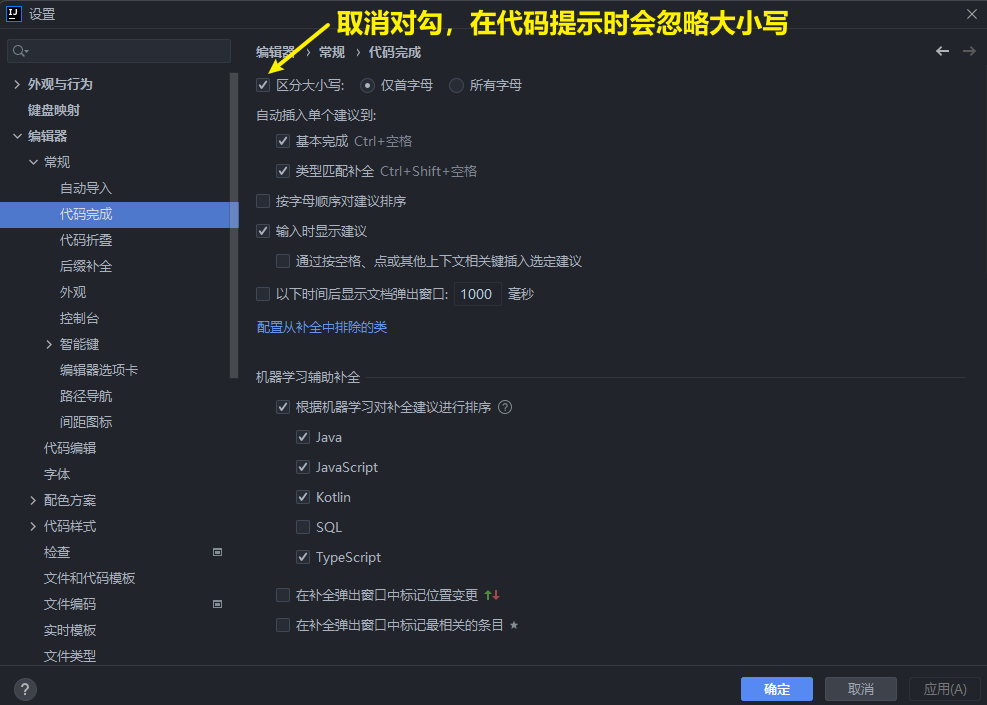 设置
取消对勾，在代码提示时会忽略大小写
外观与行为
键盘映射
编辑器
常规
自动导入
代码完成
代码折叠
后缀补全
外观
控制台
智能键
编辑器选项卡
路径导航
间距图标
代码编辑
字体
配色方案
代码样式
检查
文件和代码模板
文件编码
实时模板
文件类型
编辑器 › 常规 › 代码完成
区分大小写: 仅首字母 所有字母
自动插入单个建议到:
基本完成 Ctrl+空格
类型匹配补全 Ctrl+Shift+空格
按字母顺序对建议排序
输入时显示建议
通过按空格、点或其他上下文相关键插入选定建议
以下时间后显示文档弹出窗口: 1000 毫秒
配置从补全中排除的类
机器学习辅助补全
根据机器学习对补全建议进行排序 ?
Java
JavaScript
Kotlin
SQL
TypeScript
在补全弹出窗口中标记位置变更 ↑↓
在补全弹出窗口中标记最相关的条目 ★
? 确定 取消 应用(A)